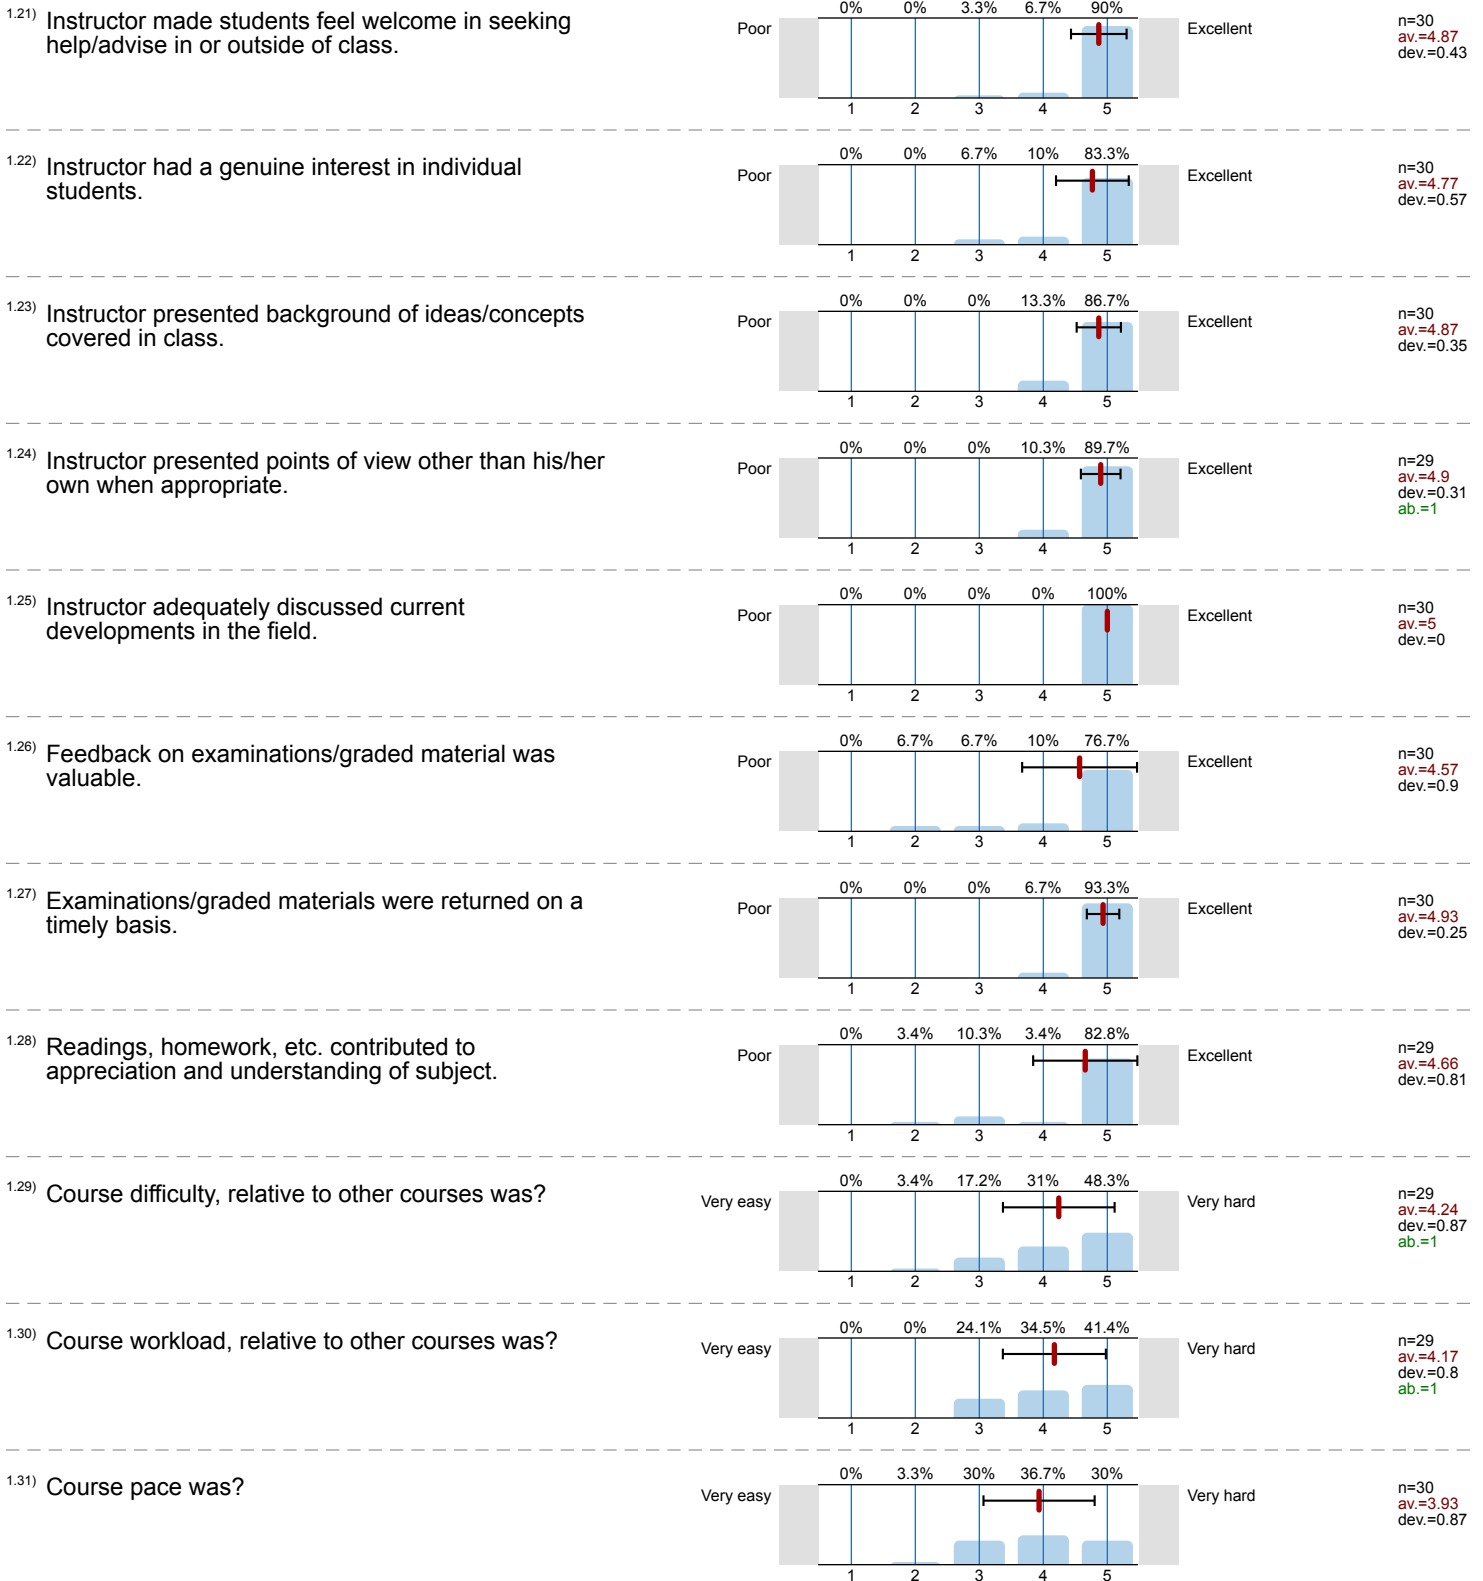 1.21) Instructor made students feel welcome in seeking
help/advise in or outside of class.
0% 0% 3.3% 6.7% 90%
Poor Excellent
1 2 3 4 5
n=30
av.=4.87
dev.=0.43
1.22) Instructor had a genuine interest in individual
students.
0% 0% 6.7% 10% 83.3%
Poor Excellent
1 2 3 4 5
n=30
av.=4.77
dev.=0.57
1.23) Instructor presented background of ideas/concepts
covered in class.
0% 0% 0% 13.3% 86.7%
Poor Excellent
1 2 3 4 5
n=30
av.=4.87
dev.=0.35
1.24) Instructor presented points of view other than his/her
own when appropriate.
0% 0% 0% 10.3% 89.7%
Poor Excellent
1 2 3 4 5
n=29
av.=4.9
dev.=0.31
ab.=1
1.25) Instructor adequately discussed current
developments in the field.
0% 0% 0% 0% 100%
Poor Excellent
1 2 3 4 5
n=30
av.=5
dev.=0
1.26) Feedback on examinations/graded material was
valuable.
0% 6.7% 6.7% 10% 76.7%
Poor Excellent
1 2 3 4 5
n=30
av.=4.57
dev.=0.9
1.27) Examinations/graded materials were returned on a
timely basis.
0% 0% 0% 6.7% 93.3%
Poor Excellent
1 2 3 4 5
n=30
av.=4.93
dev.=0.25
1.28) Readings, homework, etc. contributed to
appreciation and understanding of subject.
0% 3.4% 10.3% 3.4% 82.8%
Poor Excellent
1 2 3 4 5
n=29
av.=4.66
dev.=0.81
1.29) Course difficulty, relative to other courses was?
0% 3.4% 17.2% 31% 48.3%
Very easy Very hard
1 2 3 4 5
n=29
av.=4.24
dev.=0.87
ab.=1
1.30) Course workload, relative to other courses was?
0% 0% 24.1% 34.5% 41.4%
Very easy Very hard
1 2 3 4 5
n=29
av.=4.17
dev.=0.8
ab.=1
1.31) Course pace was?
0% 3.3% 30% 36.7% 30%
Very easy Very hard
1 2 3 4 5
n=30
av.=3.93
dev.=0.87